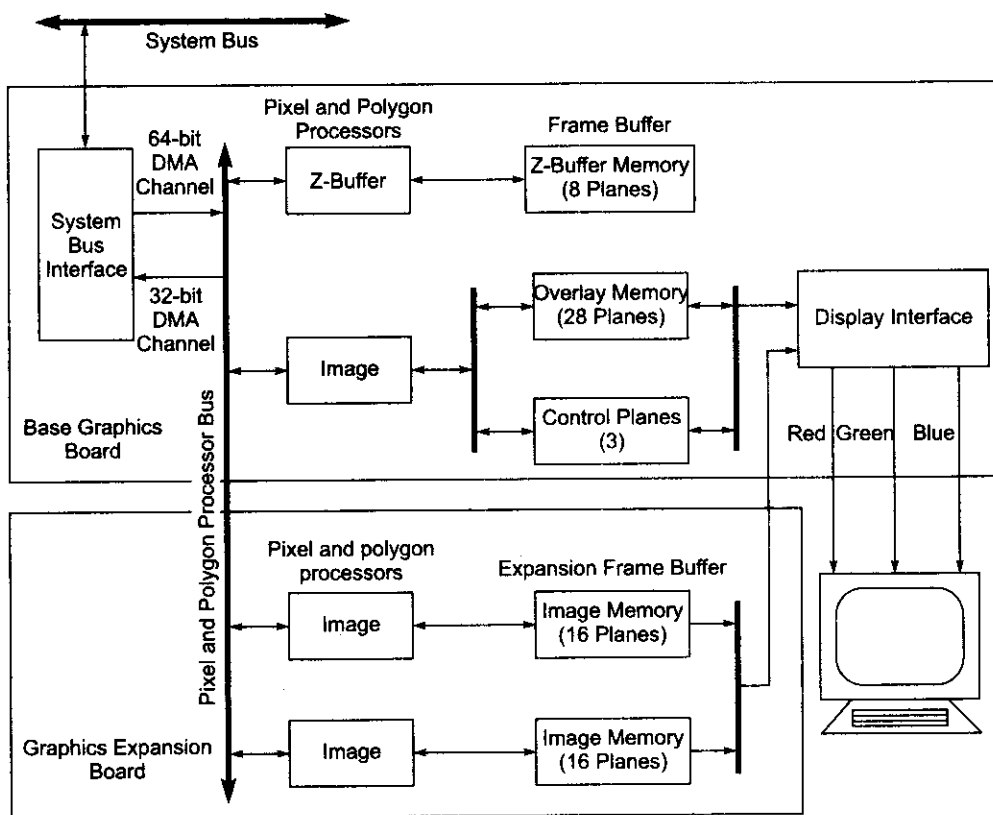 System Bus
Pixel and Polygon
Processors
Frame Buffer
64-bit
DMA
Channel
Z-Buffer
Z-Buffer Memory
(8 Planes)
System
Bus
Interface
32-bit
DMA
Channel
Overlay Memory
(28 Planes)
Display Interface
Image
Control Planes
(3)
Base Graphics
Board
Red
Green
Blue
Pixel and Polygon Processor Bus
Pixel and polygon
processors
Expansion Frame Buffer
Image
Image Memory
(16 Planes)
Image
Image Memory
(16 Planes)
Graphics Expansion
Board